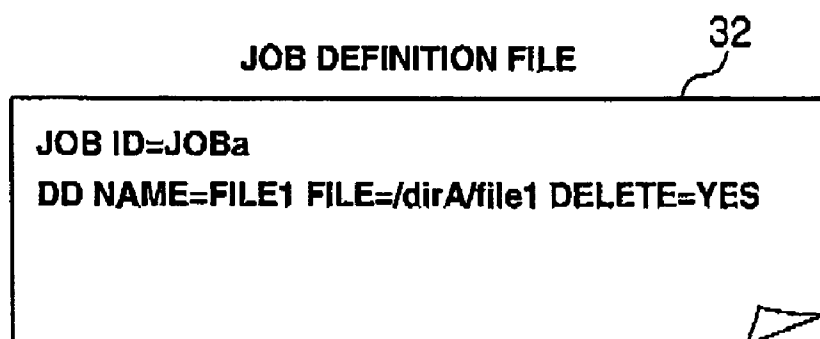 32
JOB DEFINITION FILE
JOB ID=JOBa
DD NAME=FILE1 FILE=/dirA/file1 DELETE=YES